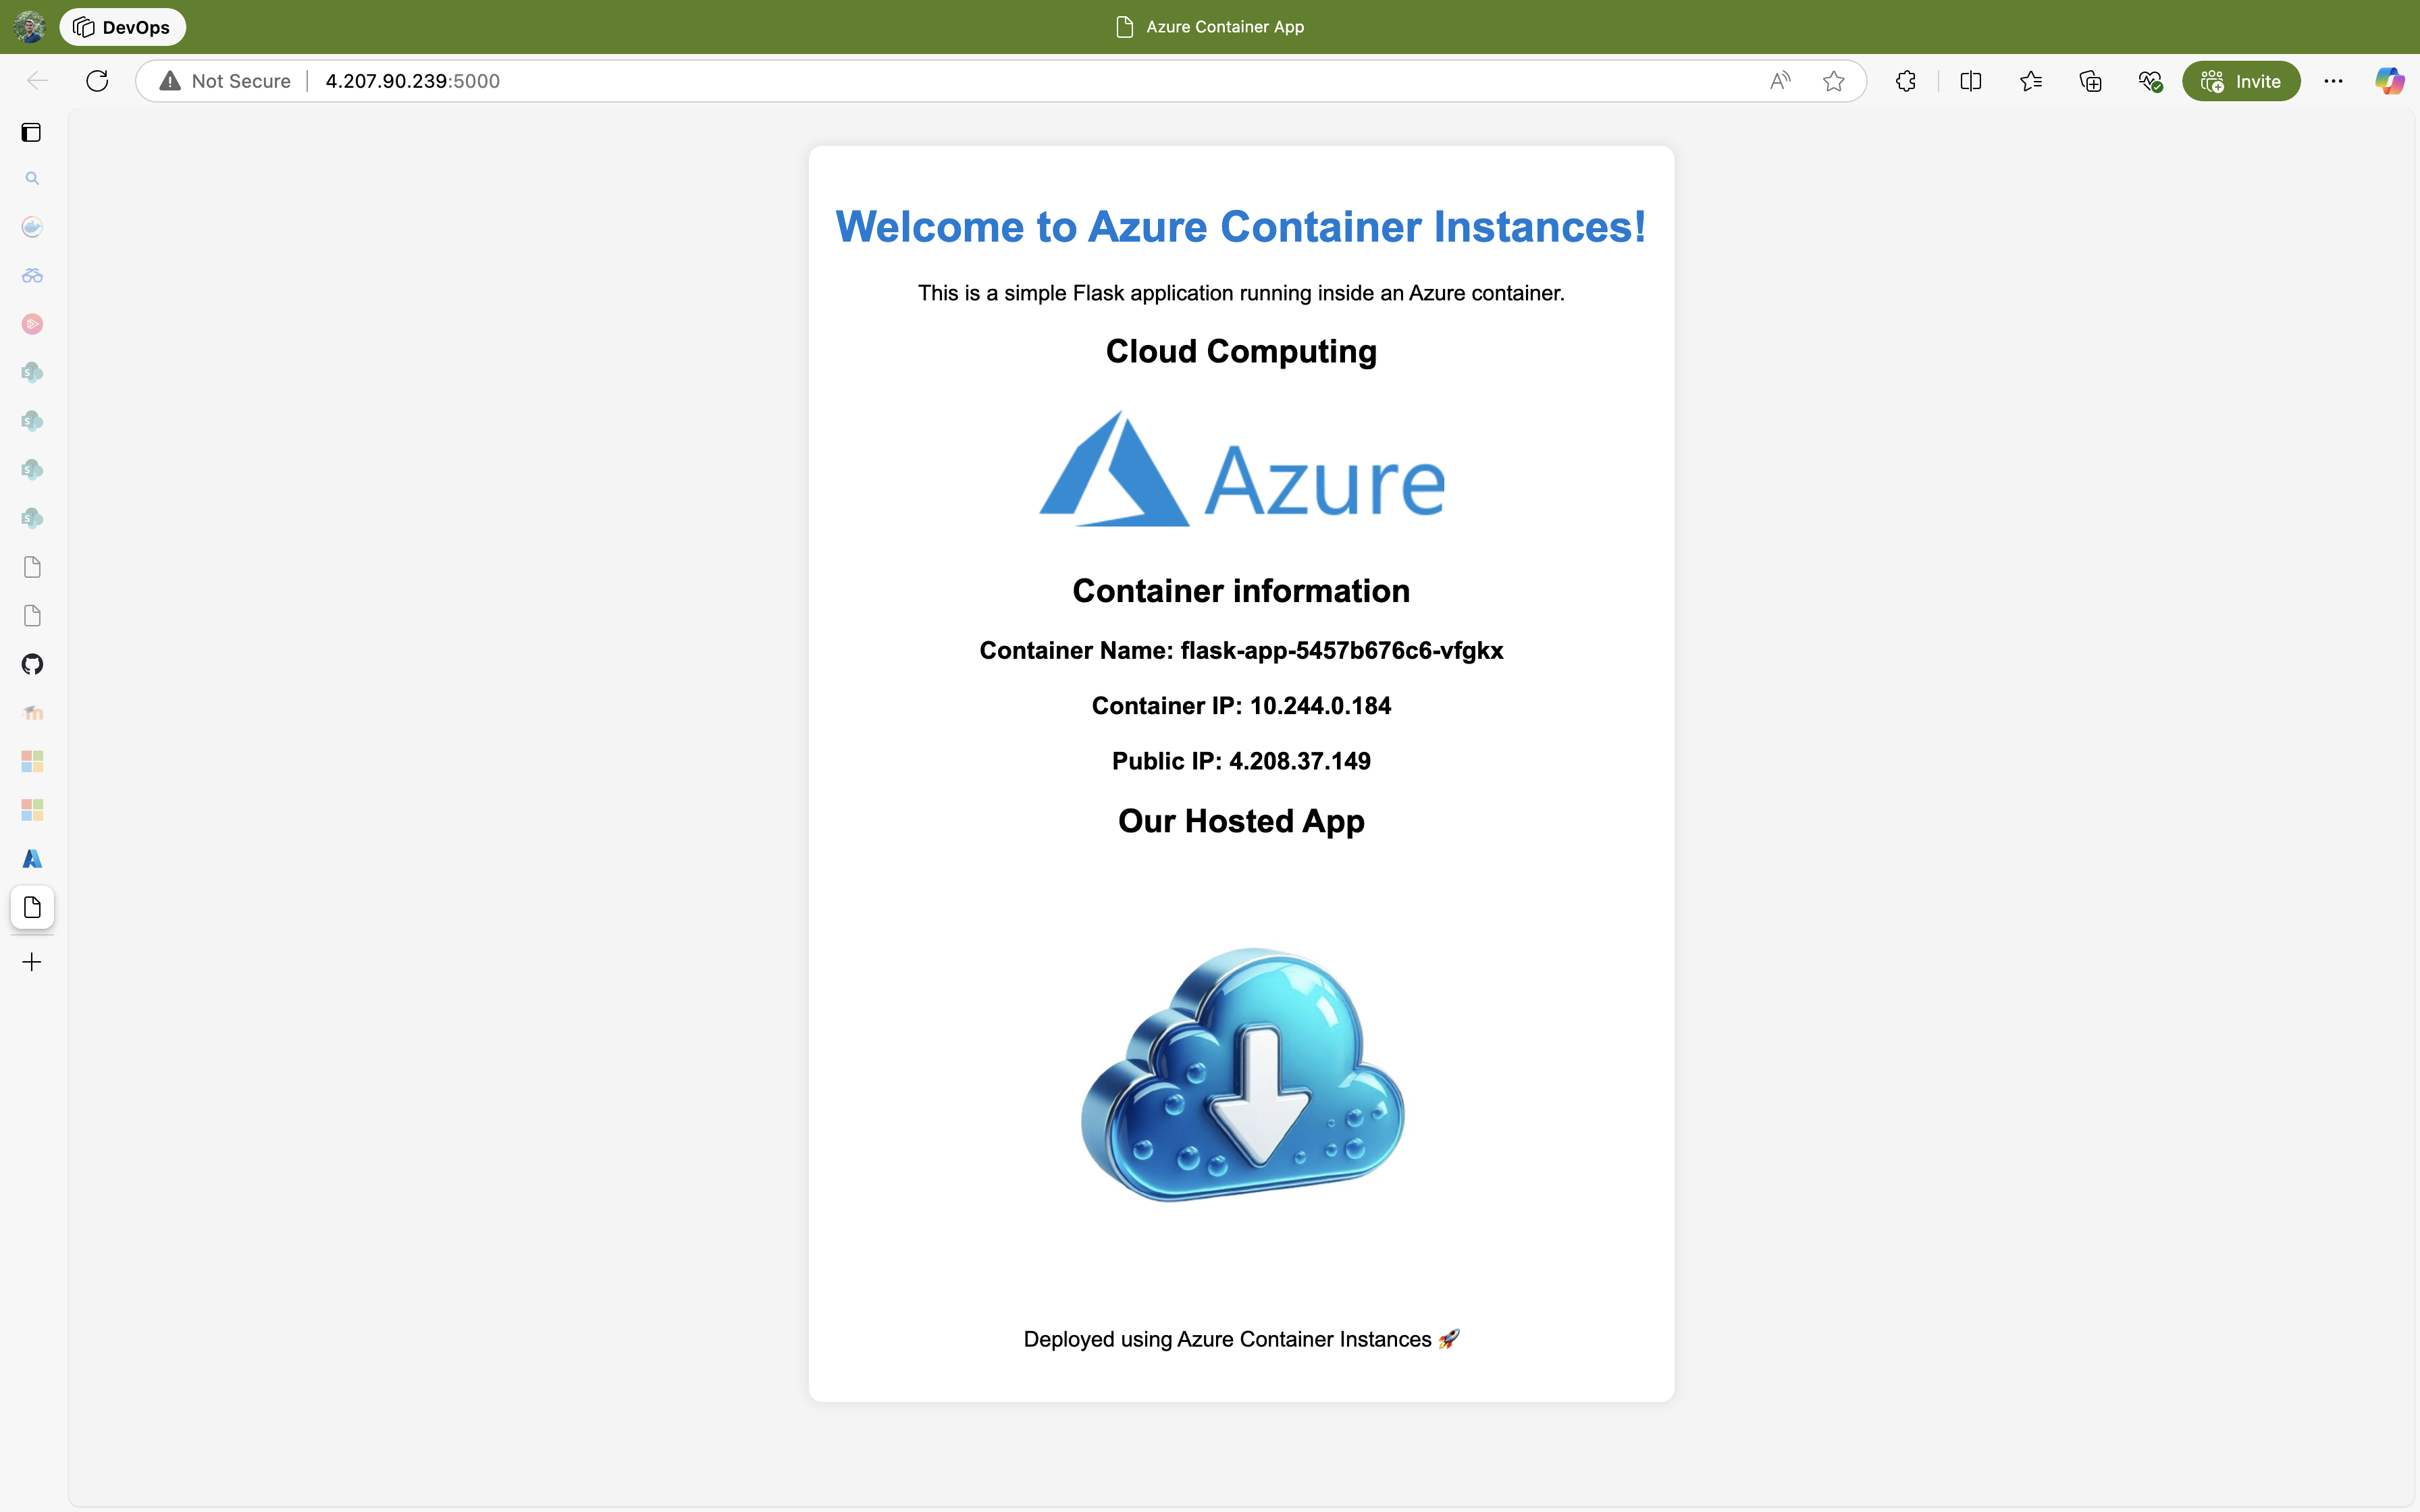 DevOps
Azure Container App
Not Secure | 4.207.90.239:5000
Invite
Welcome to Azure Container Instances!
This is a simple Flask application running inside an Azure container.
Cloud Computing
Azure
Container information
Container Name: flask-app-5457b676c6-vfgkx
Container IP: 10.244.0.184
Public IP: 4.208.37.149
Our Hosted App
Deployed using Azure Container Instances 🚀